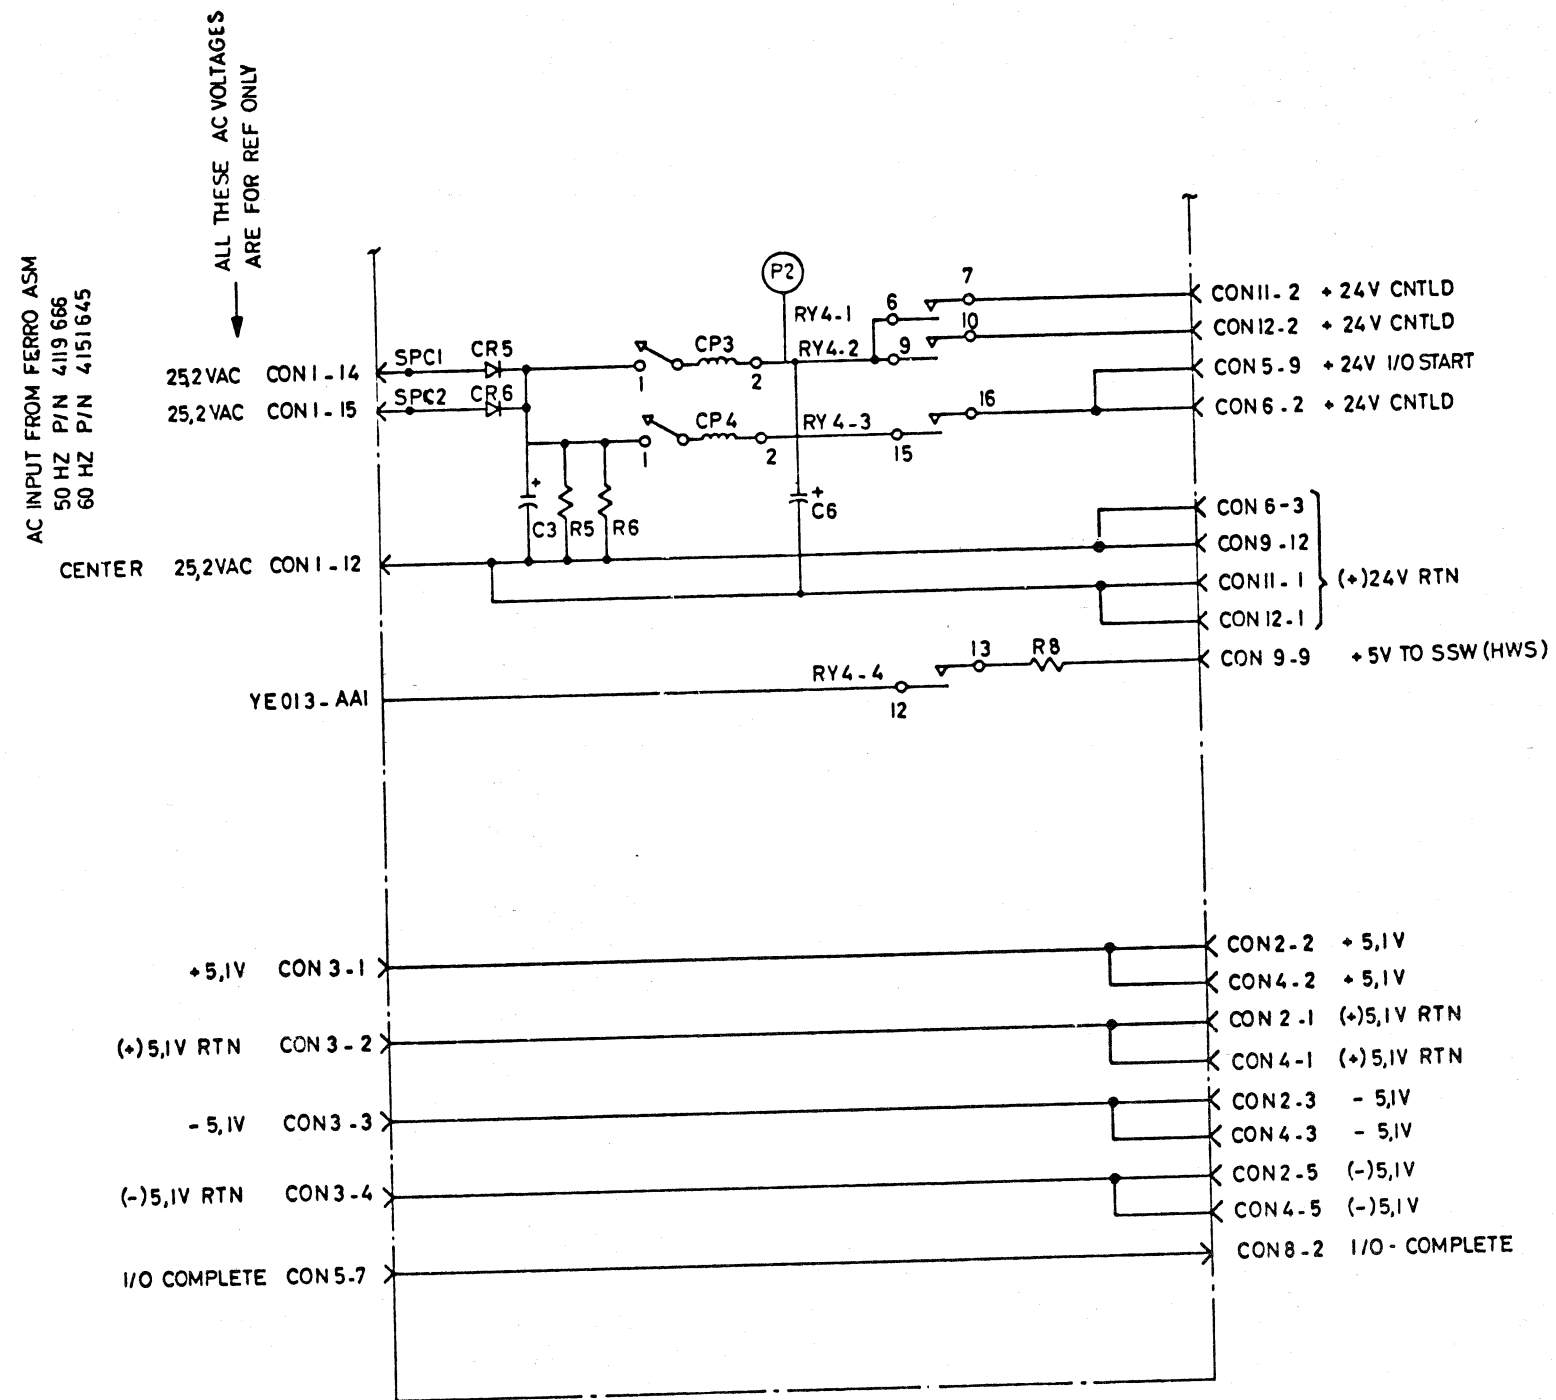 ALL THESE AC VOLTAGES
ARE FOR REF ONLY
AC INPUT FROM FERRO ASM
50 HZ P/N 4119666
60 HZ P/N 4151645
P2
RY4-1
6
7
CON11-2 + 24V CNTLD
10
CON12-2 + 24V CNTLD
25,2VAC CON1-14
SPC1
CR5
1
CP3
2
RY4-2
9
CON5-9 + 24V I/O START
25,2VAC CON1-15
SPC2
CR6
1
CP4
2
RY4-3
15
16
CON6-2 + 24V CNTLD
+
C3
R5
R6
+
C6
CON6-3
CON9-12
CON11-1
CON12-1
(+)24V RTN
CENTER 25,2VAC CON1-12
YE013-AA1
RY4-4
12
13
R8
CON 9-9 +5V TO SSW (HWS)
+5,1V CON3-1
CON2-2 + 5,1V
CON4-2 + 5,1V
(+)5,1V RTN CON3-2
CON2-1 (+)5,1V RTN
CON4-1 (+)5,1V RTN
-5,1V CON3-3
CON2-3 - 5,1V
CON4-3 - 5,1V
(-)5,1V RTN CON3-4
CON2-5 (-)5,1V
CON4-5 (-)5,1V
I/O COMPLETE CON5-7
CON8-2 I/O - COMPLETE